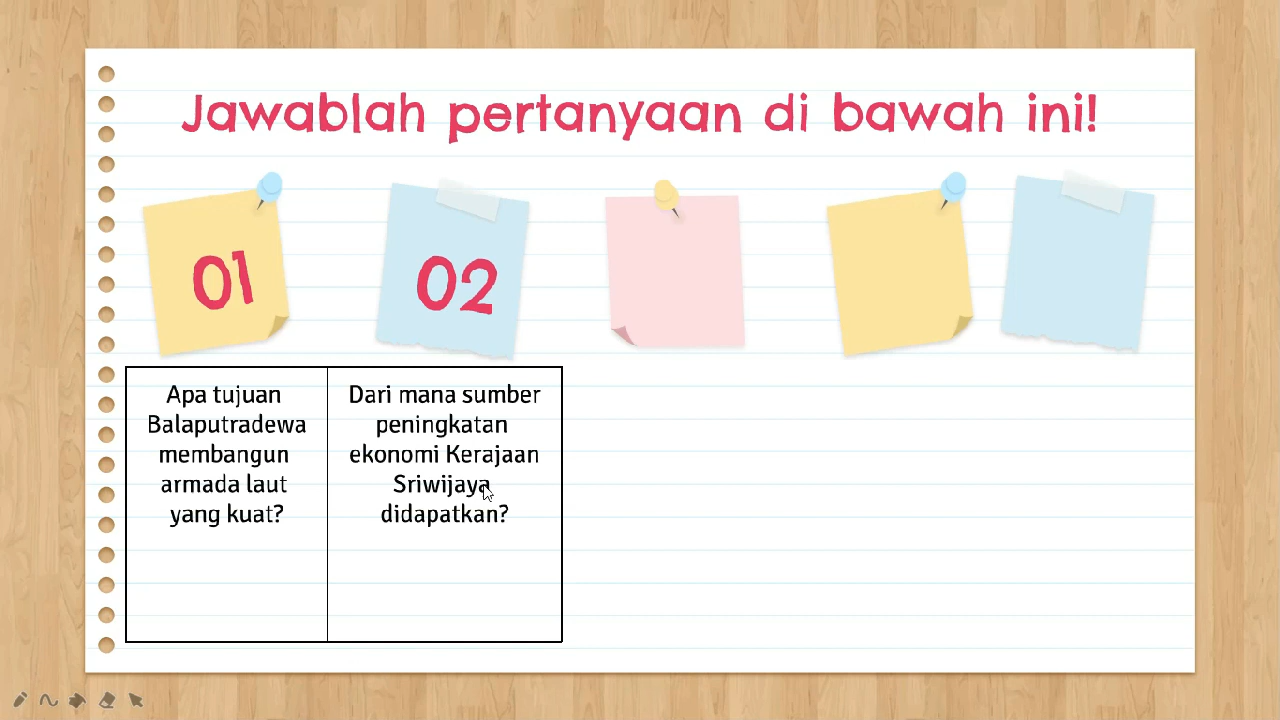 Jawablah pertanyaan di bawah ini!
01
02
Apa tujuan
Balaputradewa
membangun
armada laut
yang kuat?
Dari mana sumber
peningkatan
ekonomi Kerajaan
Sriwijaya
didapatkan?